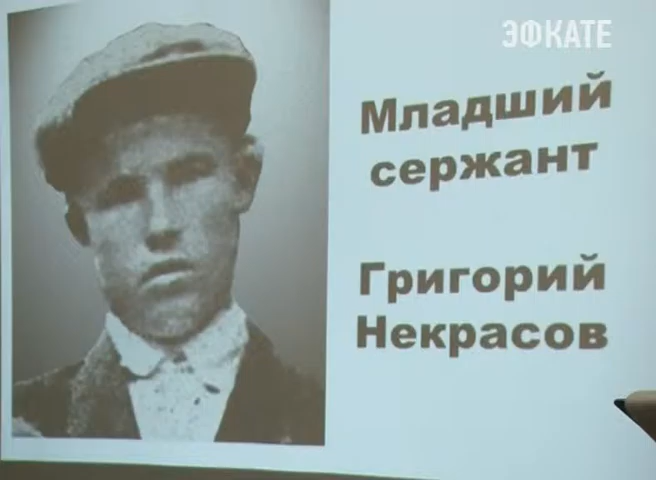 ЭФКАТЕ
Младший
сержант
Григорий
Некрасов